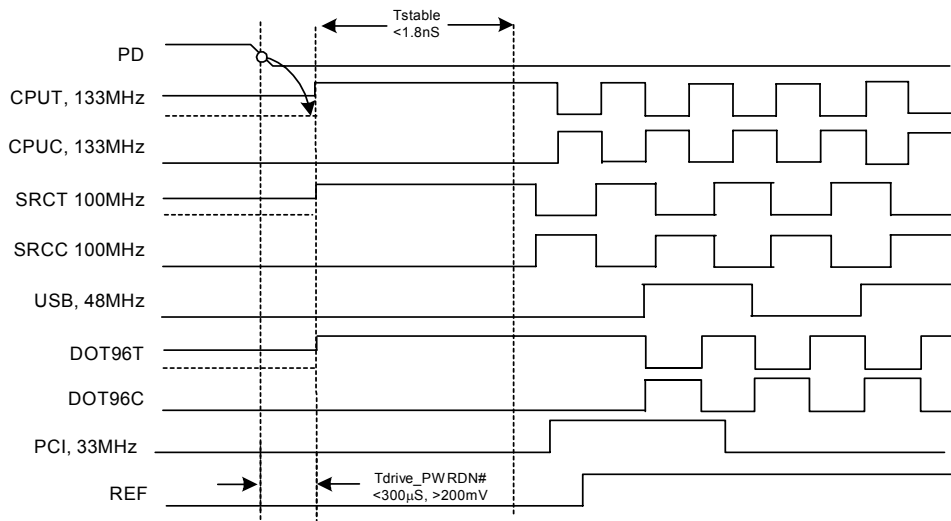 Tstable
<1.8nS
PD
CPUT, 133MHz
CPUC, 133MHz
SRCT 100MHz
SRCC 100MHz
USB, 48MHz
DOT96T
DOT96C
PCI, 33MHz
Tdrive_PWRDN#
<300µS, >200mV
REF